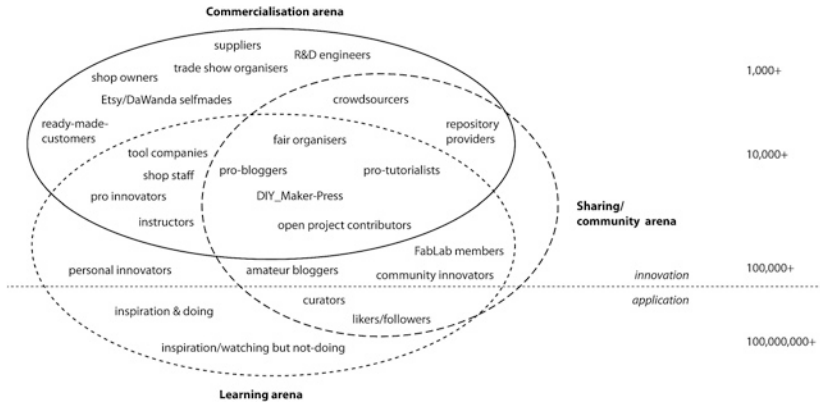 Commercialisation arena
suppliers
R&D engineers
trade show organisers
shop owners
1,000+
Etsy/DaWanda selfmades
crowdsourcers
ready-made-
customers
repository
providers
fair organisers
tool companies
10,000+
shop staff
pro-bloggers
pro-tutorialists
pro innovators
DIY_Maker-Press
Sharing/
community arena
instructors
open project contributors
FabLab members
personal innovators
amateur bloggers
community innovators
innovation
100,000+
curators
application
inspiration & doing
likers/followers
inspiration/watching but not-doing
100,000,000+
Learning arena